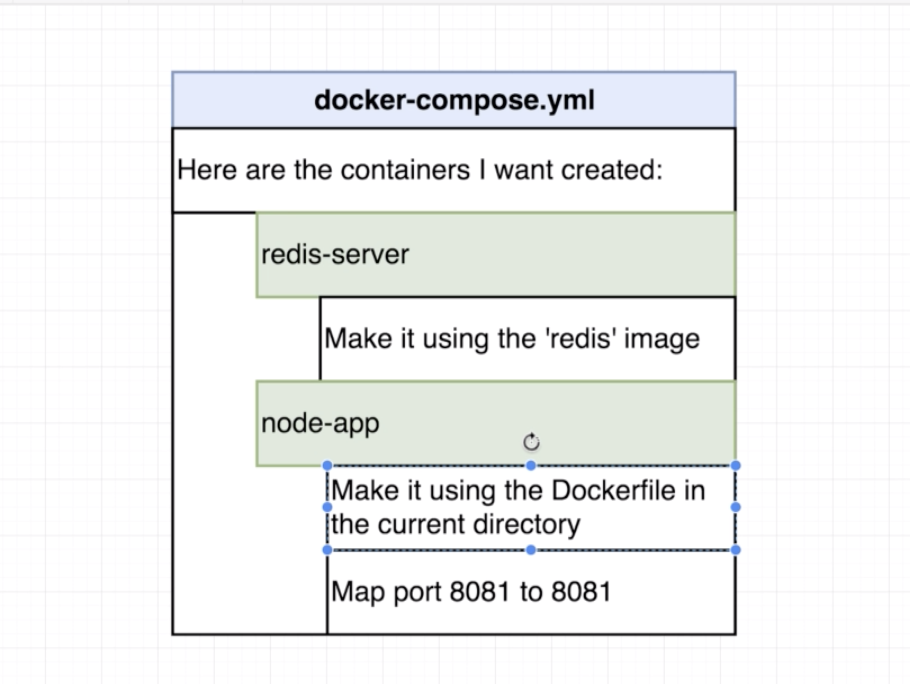 docker-compose.yml
Here are the containers I want created:
redis-server
Make it using the 'redis' image
node-app
Make it using the Dockerfile in
the current directory
Map port 8081 to 8081